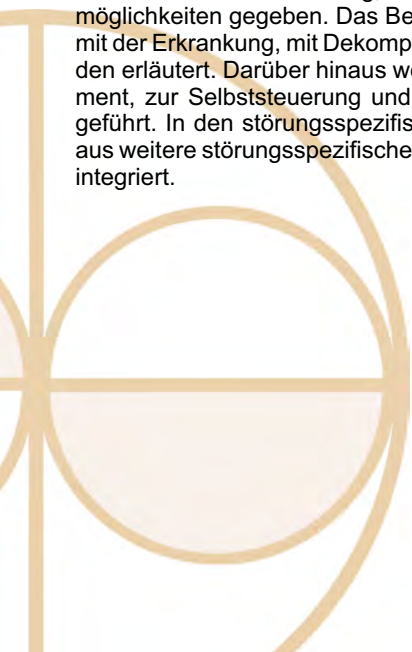 möglichkeiten gegeben. Das Be
mit der Erkrankung, mit Dekomp
den erläutert. Darüber hinaus we
ment, zur Selbststeuerung und
geführt. In den störungsspezifis
aus weitere störungsspezifische
integriert.